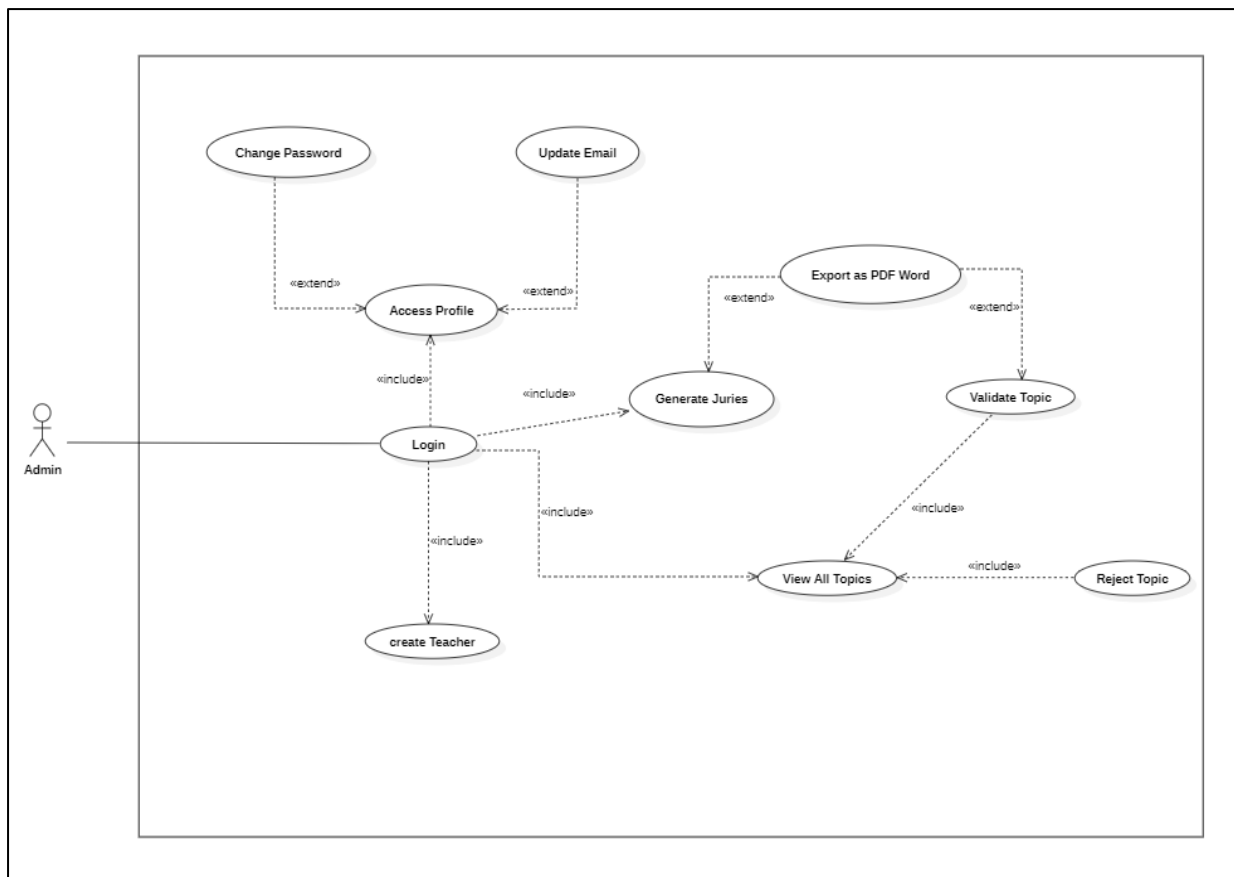 Change Password
Update Email
Export as PDF Word
«extend»
«extend»
«extend»
«extend»
Access Profile
«include»
«include»
Generate Juries
Validate Topic
Login
Admin
«include»
«include»
«include»
«include»
View All Topics
Reject Topic
create Teacher